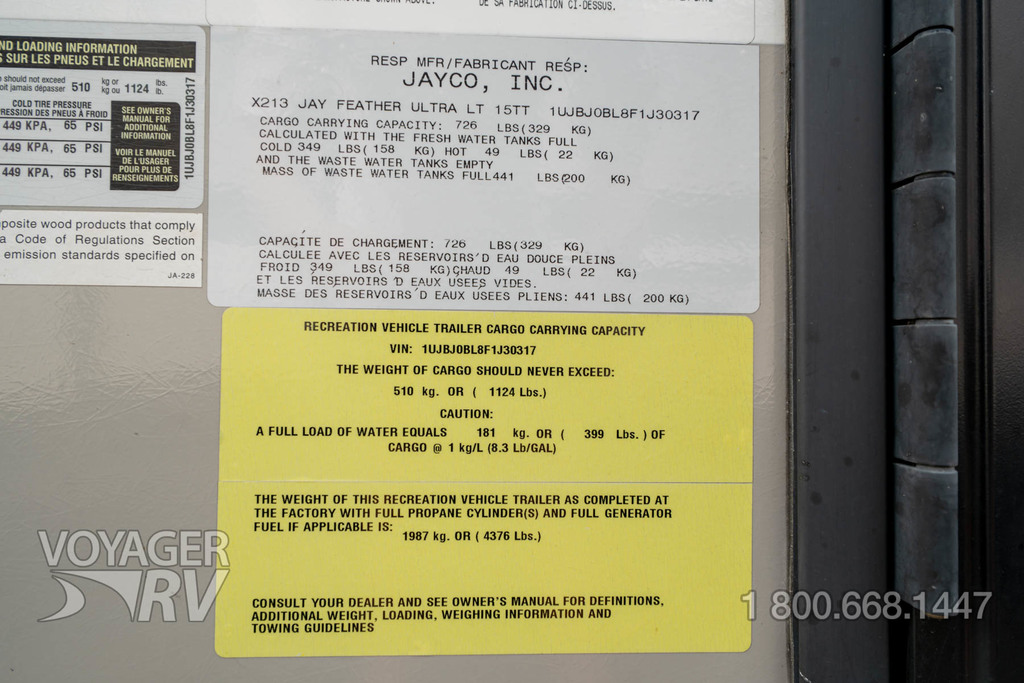 DE SA FABRICATION CI-DESSUS.
ND LOADING INFORMATION
SUR LES PNEUS ET LE CHARGEMENT
should not exceed 510 kg or 1124 lbs.
oit jamais dépasser kg ou lb.
COLD TIRE PRESSURE
RESSION DES PNEUS À FROID
449 KPA, 65 PSI
449 KPA, 65 PSI
449 KPA, 65 PSI
SEE OWNER'S
MANUAL FOR
ADDITIONAL
INFORMATION
VOIR LE MANUEL
DE L'USAGER
POUR PLUS DE
RENSEIGNEMENTS
1UJBJ0BL8F1J30317
posite wood products that comply
a Code of Regulations Section
emission standards specified on
JA-228
RESP MFR/FABRICANT RESP:
JAYCO, INC.
X213 JAY FEATHER ULTRA LT 15TT 1UJBJ0BL8F1J30317
CARGO CARRYING CAPACITY: 726 LBS(329 KG)
CALCULATED WITH THE FRESH WATER TANKS FULL
COLD 349 LBS( 158 KG) HOT 49 LBS( 22 KG)
AND THE WASTE WATER TANKS EMPTY
MASS OF WASTE WATER TANKS FULL441 LBS(200 KG)
CAPAÇITE DE CHARGEMENT: 726 LBS(329 KG)
CALCULEE AVEC LES RESERVOIRS'D EAU DOUCE PLEINS
FROID 349 LBS( 158 KG)CHAUD 49 LBS( 22 KG)
ET LES RESERVOIRS 'D EAUX USEES VIDES.
MASSE DES RESERVOIRS'D EAUX USEES PLIENS: 441 LBS( 200 KG)
RECREATION VEHICLE TRAILER CARGO CARRYING CAPACITY
VIN: 1UJBJ0BL8F1J30317
THE WEIGHT OF CARGO SHOULD NEVER EXCEED:
510 kg. OR ( 1124 Lbs.)
CAUTION:
A FULL LOAD OF WATER EQUALS 181 kg. OR ( 399 Lbs. ) OF
CARGO @ 1 kg/L (8.3 Lb/GAL)
THE WEIGHT OF THIS RECREATION VEHICLE TRAILER AS COMPLETED AT
THE FACTORY WITH FULL PROPANE CYLINDER(S) AND FULL GENERATOR
FUEL IF APPLICABLE IS:
1987 kg. OR ( 4376 Lbs.)
CONSULT YOUR DEALER AND SEE OWNER'S MANUAL FOR DEFINITIONS,
ADDITIONAL WEIGHT, LOADING, WEIGHING INFORMATION AND
TOWING GUIDELINES
VOYAGER
RV
1 800.668.1447